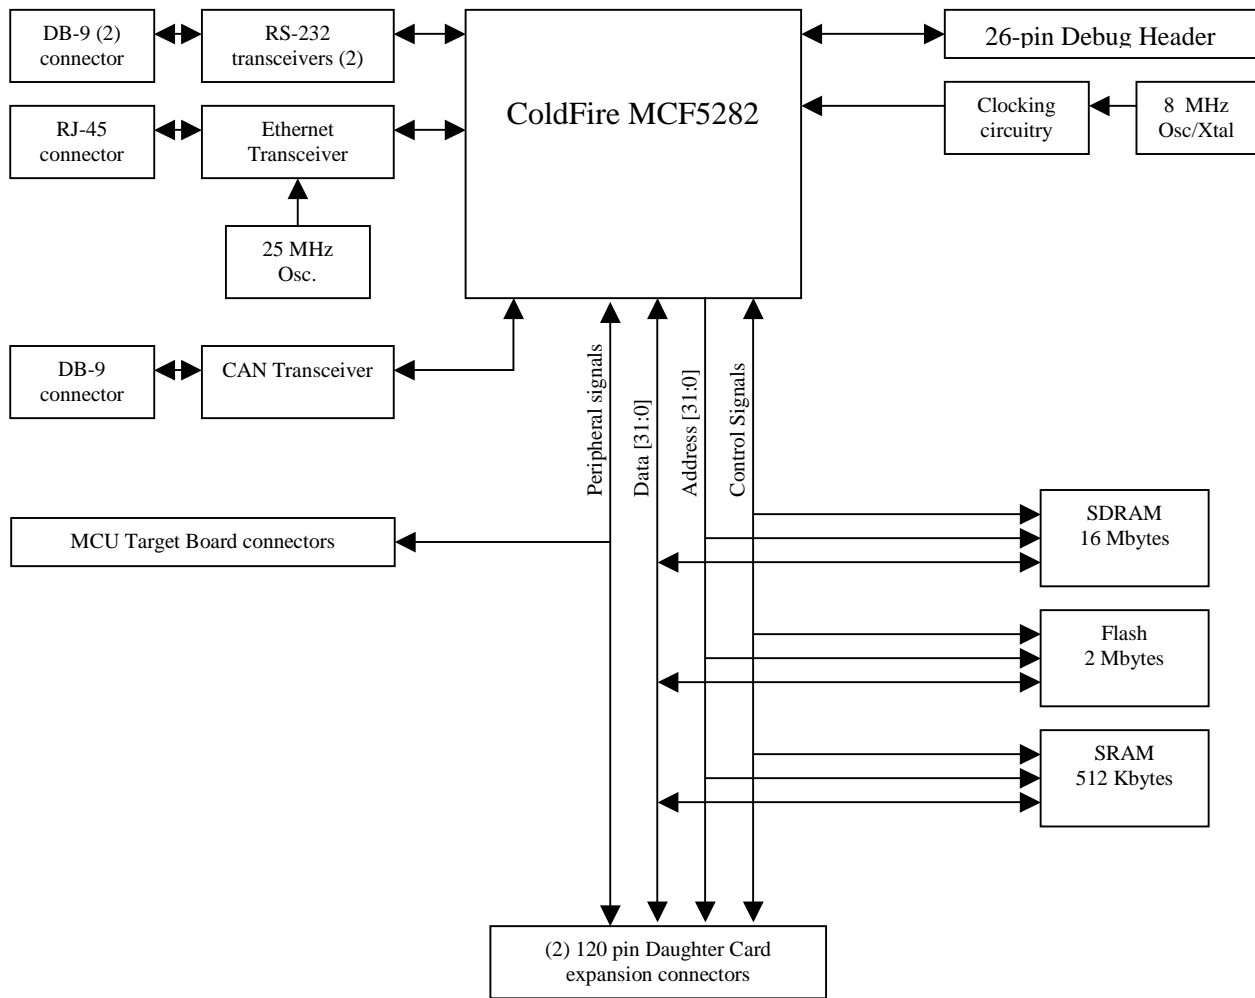 DB-9 (2)
connector
RS-232
transceivers (2)
ColdFire MCF5282
26-pin Debug Header
RJ-45
connector
Ethernet
Transceiver
Clocking
circuitry
8 MHz
Osc/Xtal
25 MHz
Osc.
DB-9
connector
CAN Transceiver
Peripheral signals
Data [31:0]
Address [31:0]
Control Signals
MCU Target Board connectors
SDRAM
16 Mbytes
Flash
2 Mbytes
SRAM
512 Kbytes
(2) 120 pin Daughter Card
expansion connectors